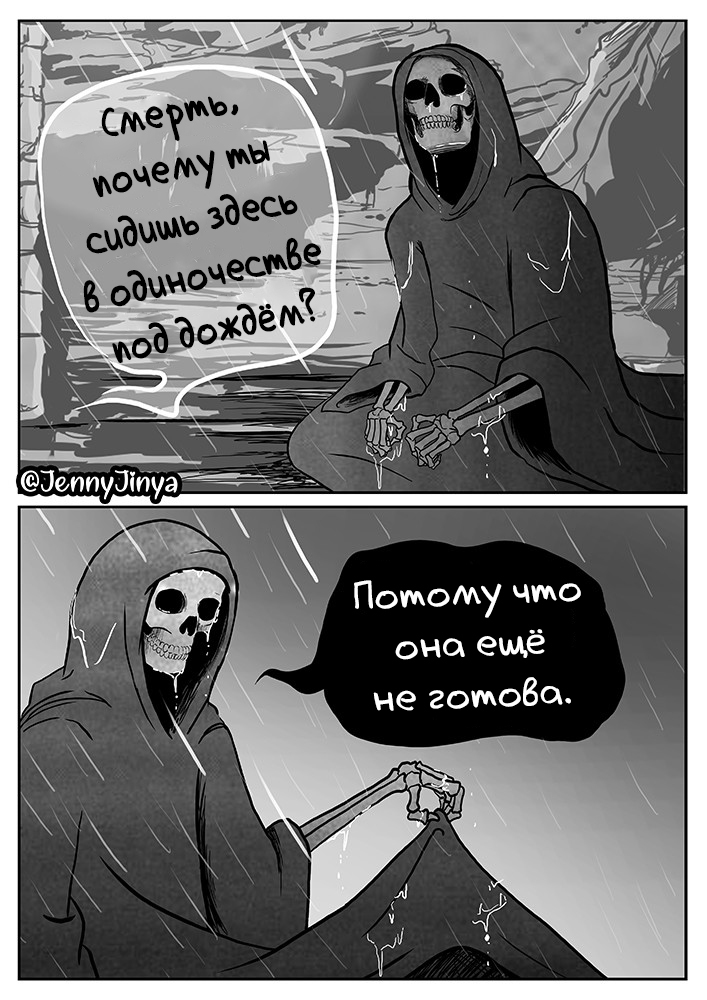 Смерть,
почему ты
сидишь здесь
в одиночестве
под дождём?
@JennyJinya
Потому что
она ещё
не готова.